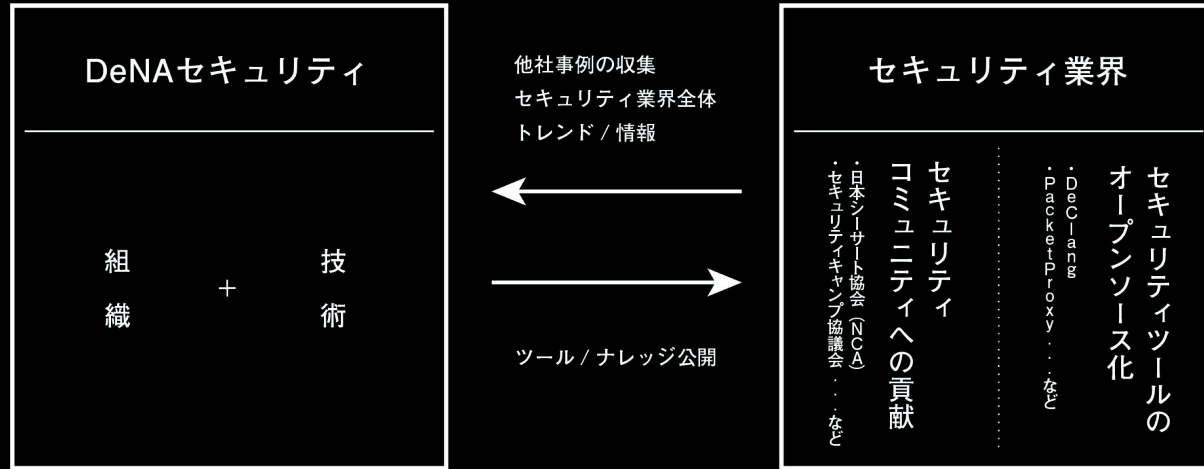 DeNAセキュリティ
組織
+
技術
他社事例の収集
セキュリティ業界全体
トレンド / 情報
ツール / ナレッジ公開
セキュリティ業界
セキュリティツールの
オープンソース化
・DeClang
・PacketProxy...など
セキュリティ
コミュニティへの貢献
・日本シーサート協会（NCA）
・セキュリティキャンプ協議会...など